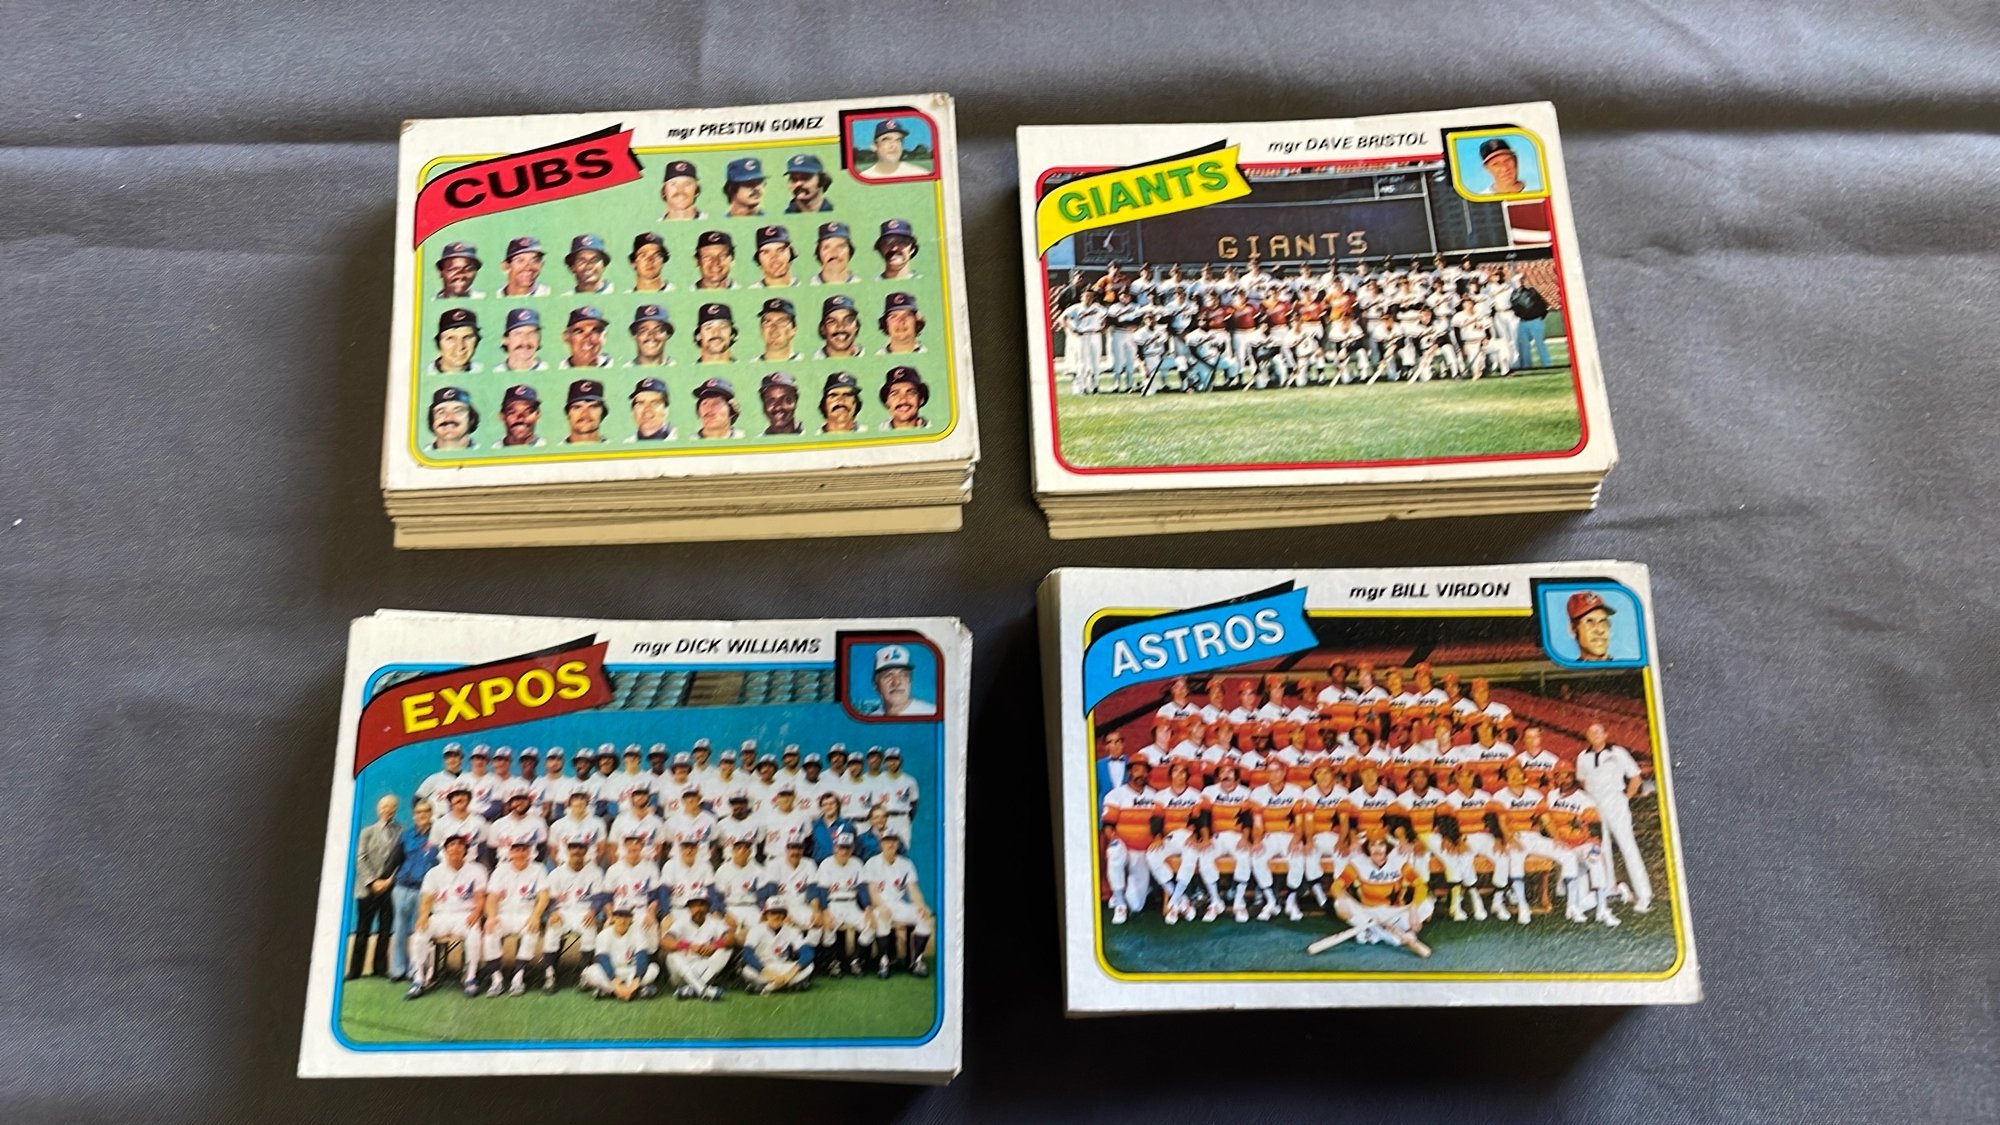 CUBS
mgr PRESTON GOMEZ
GIANTS
mgr DAVE BRISTOL
GIANTS
EXPOS
mgr DICK WILLIAMS
ASTROS
mgr BILL VIRDON